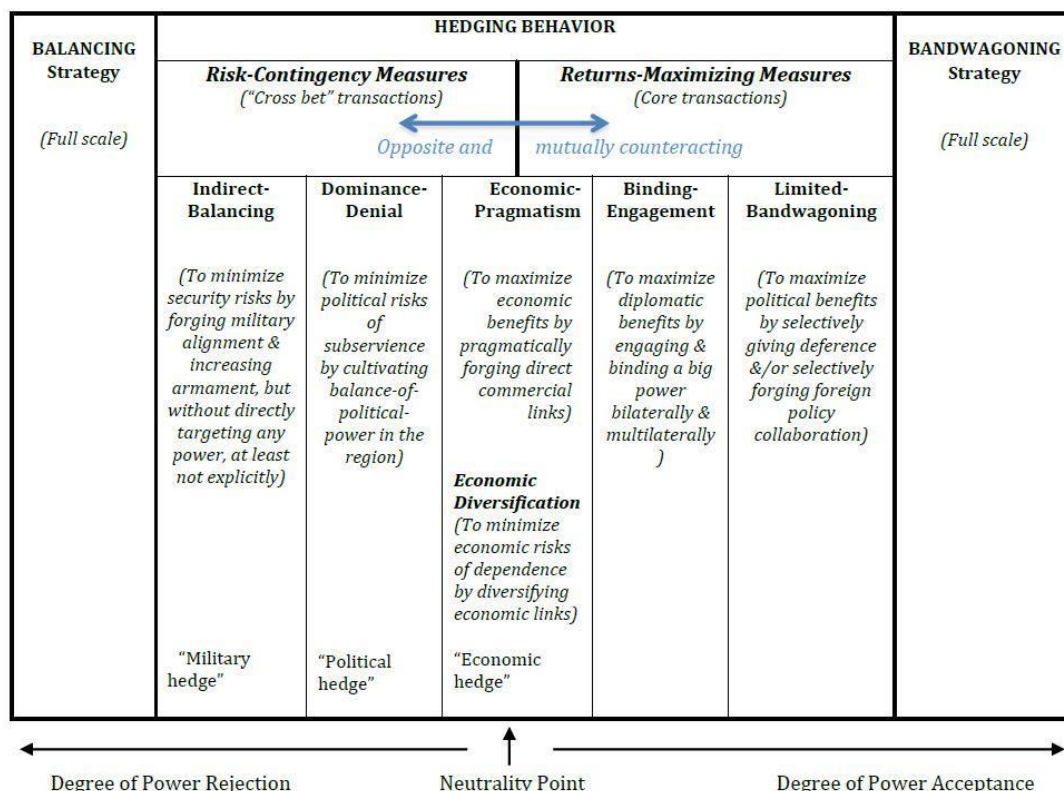 HEDGING BEHAVIOR
BALANCING
Strategy
(Full scale)
Risk-Contingency Measures
("Cross bet" transactions)
Returns-Maximizing Measures
(Core transactions)
Opposite and mutually counteracting
BANDWAGONING
Strategy
(Full scale)
Indirect-
Balancing
(To minimize
security risks by
forging military
alignment &
increasing
armament, but
without directly
targeting any
power, at least
not explicitly)
"Military
hedge"
Dominance-
Denial
(To minimize
political risks
of
subservience
by cultivating
balance-of-
political-
power in the
region)
"Political
hedge"
Economic-
Pragmatism
(To maximize
economic
benefits by
pragmatically
forging direct
commercial
links)
Economic
Diversification
(To minimize
economic risks
of dependence
by diversifying
economic links)
"Economic
hedge"
Binding-
Engagement
(To maximize
diplomatic
benefits by
engaging &
binding a big
power
bilaterally &
multilaterally
)
Limited-
Bandwagoning
(To maximize
political benefits
by selectively
giving deference
&/or selectively
forging foreign
policy
collaboration)
Degree of Power Rejection
Neutrality Point
Degree of Power Acceptance